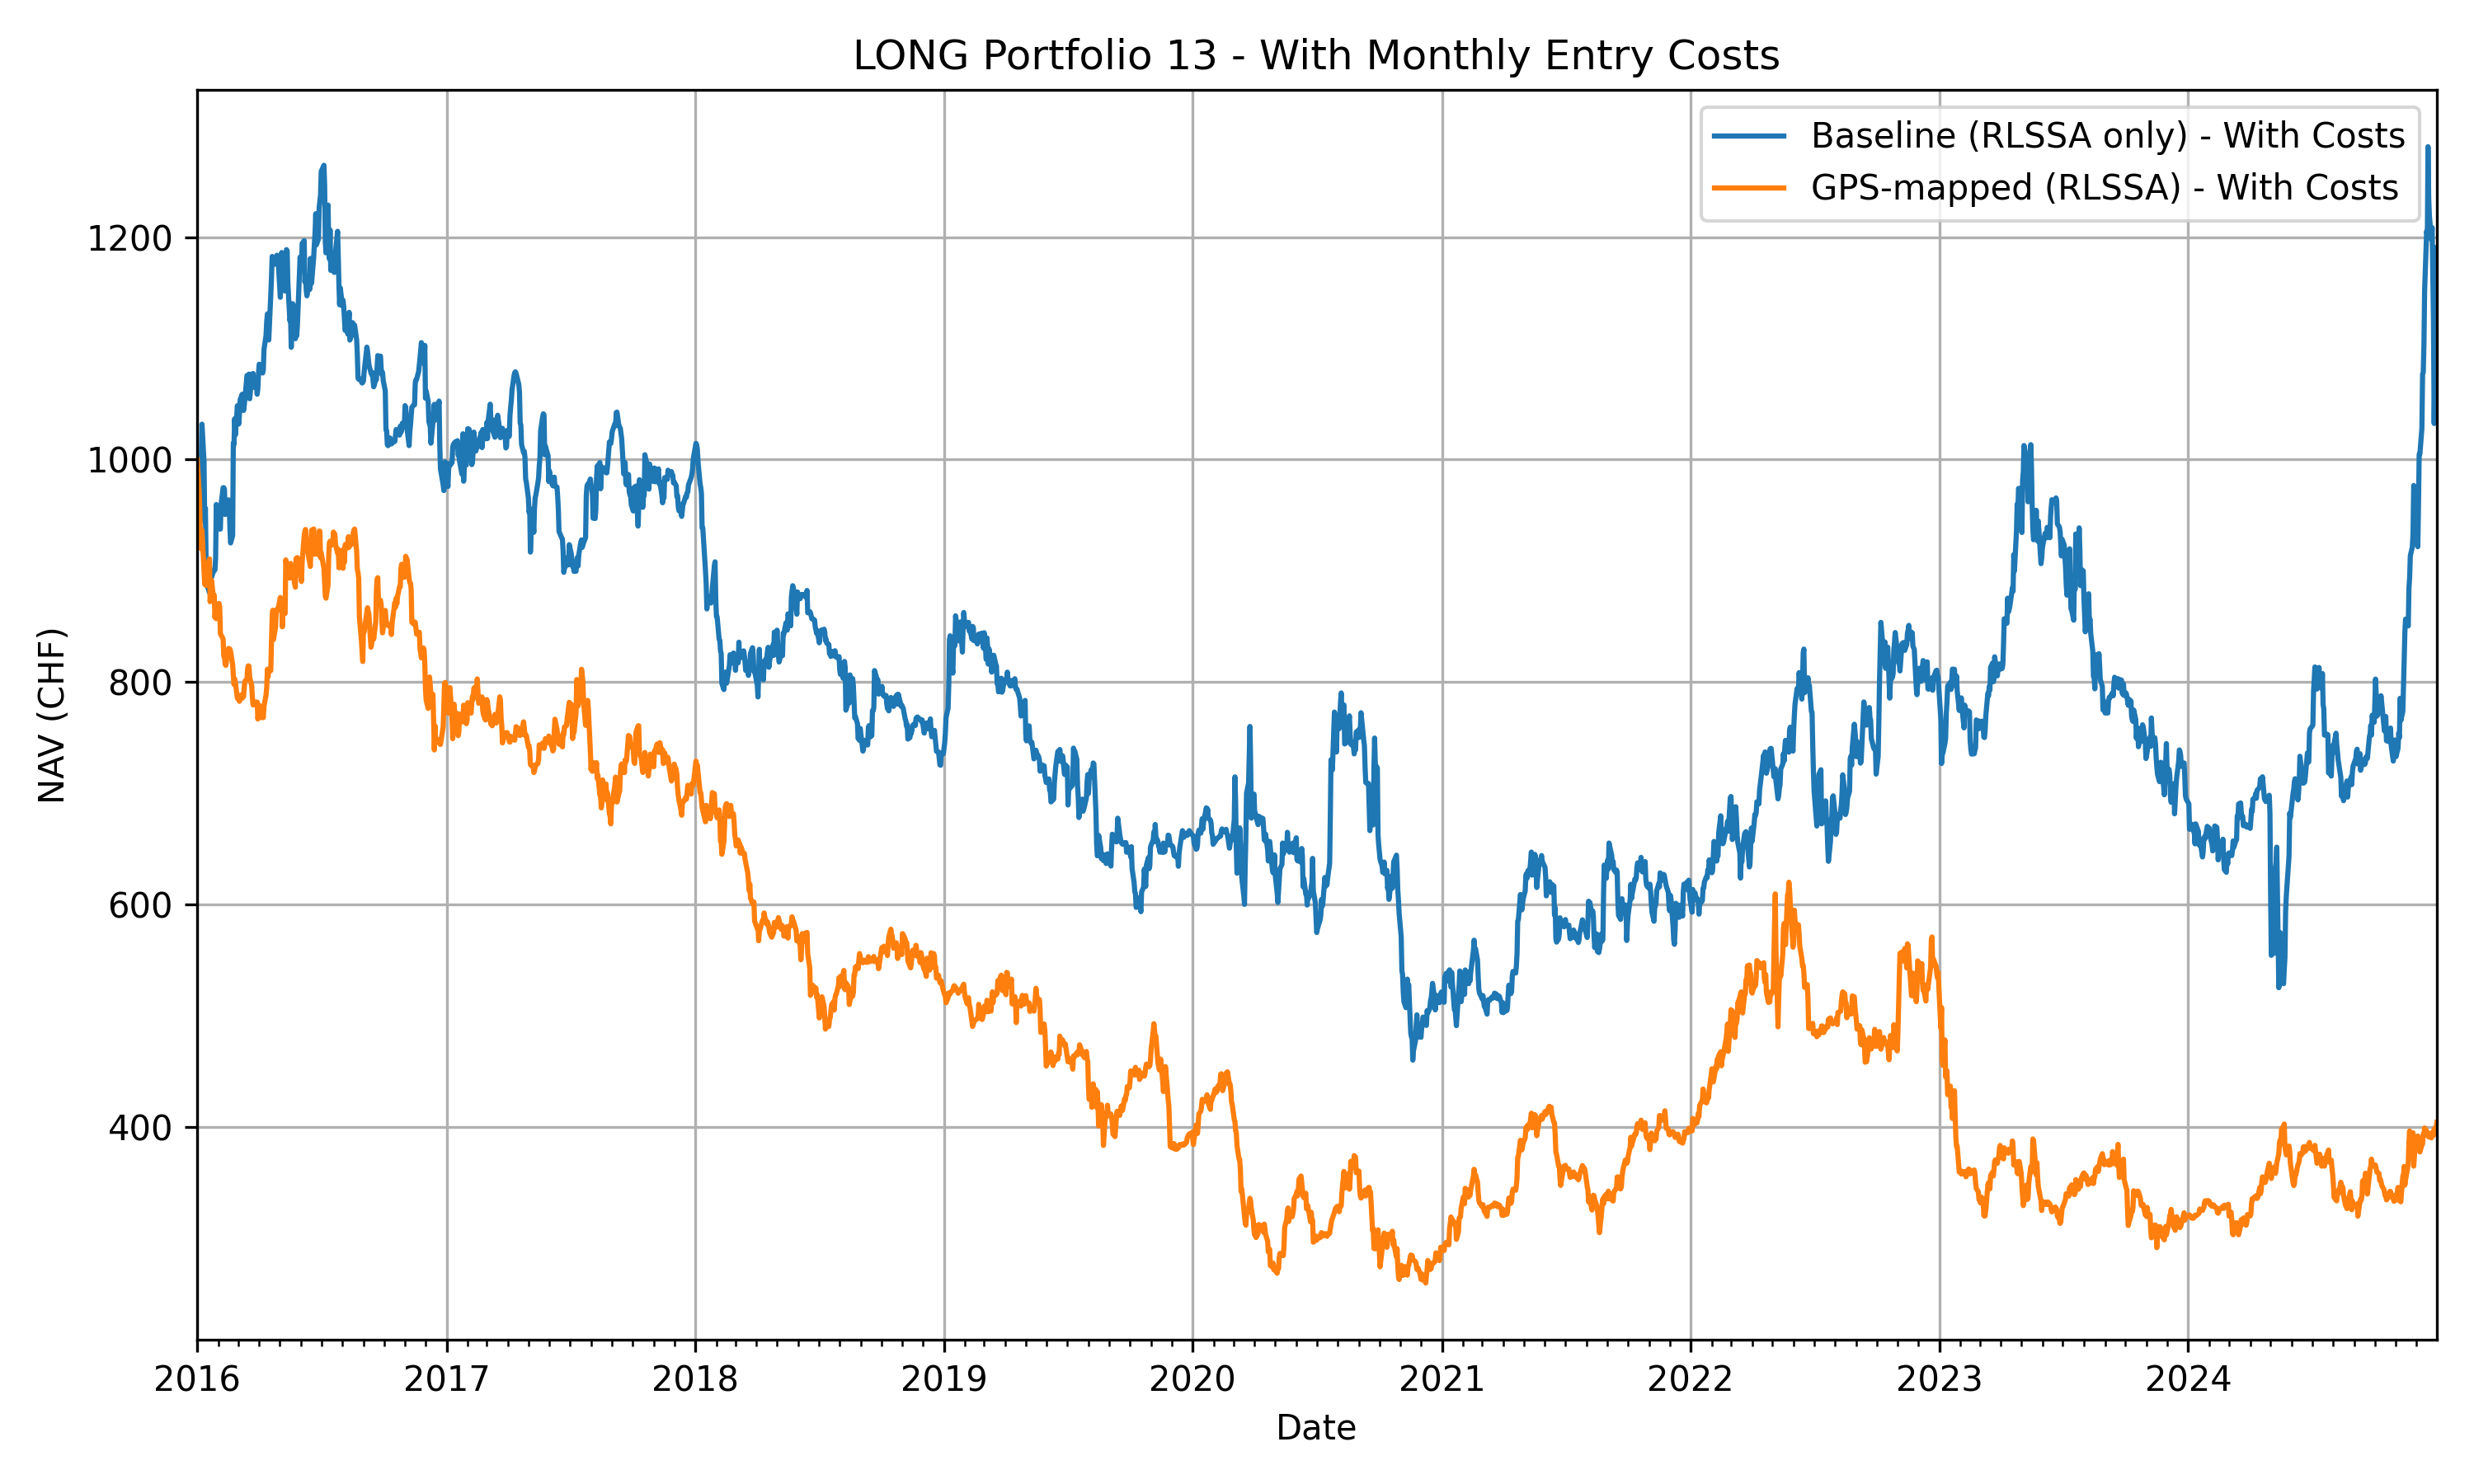 LONG Portfolio 13 - With Monthly Entry Costs
Baseline (RLSSA only) - With Costs
GPS-mapped (RLSSA) - With Costs
NAV (CHF)
1200
1000
800
600
400
2016 2017 2018 2019 2020 2021 2022 2023 2024
Date